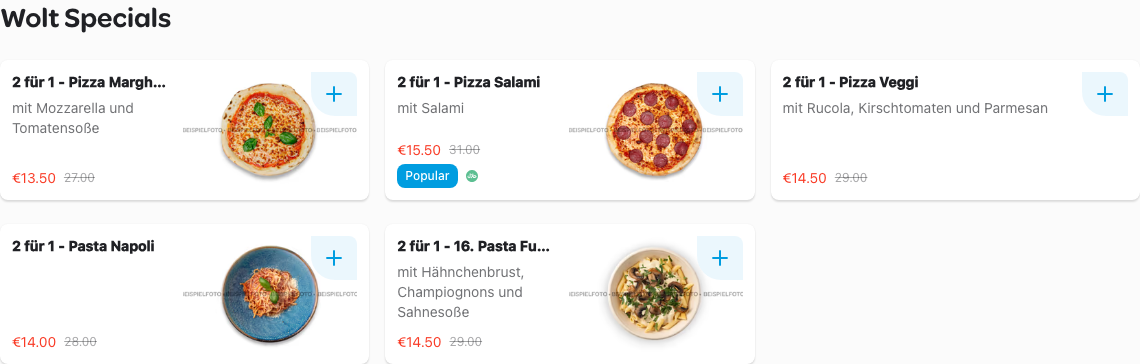 Wolt Specials
2 für 1 - Pizza Margh...
mit Mozzarella und
Tomatensoße
BEISPIELFOTO • BEISPIELFOTO • BEISPIELFOTO
€13.50 27.00
2 für 1 - Pizza Salami
mit Salami
BEISPIELFOTO • BEISPIELFOTO • BEISPIELFOTO
€15.50 31.00
Popular
2 für 1 - Pizza Veggi
mit Rucola, Kirschtomaten und Parmesan
€14.50 29.00
2 für 1 - Pasta Napoli
BEISPIELFOTO • BEISPIELFOTO • BEISPIELFOTO
€14.00 28.00
2 für 1 - 16. Pasta Fu...
mit Hähnchenbrust,
Champiognons und
Sahnesoße
BEISPIELFOTO • BEISPIELFOTO • BEISPIELFOTO
€14.50 29.00